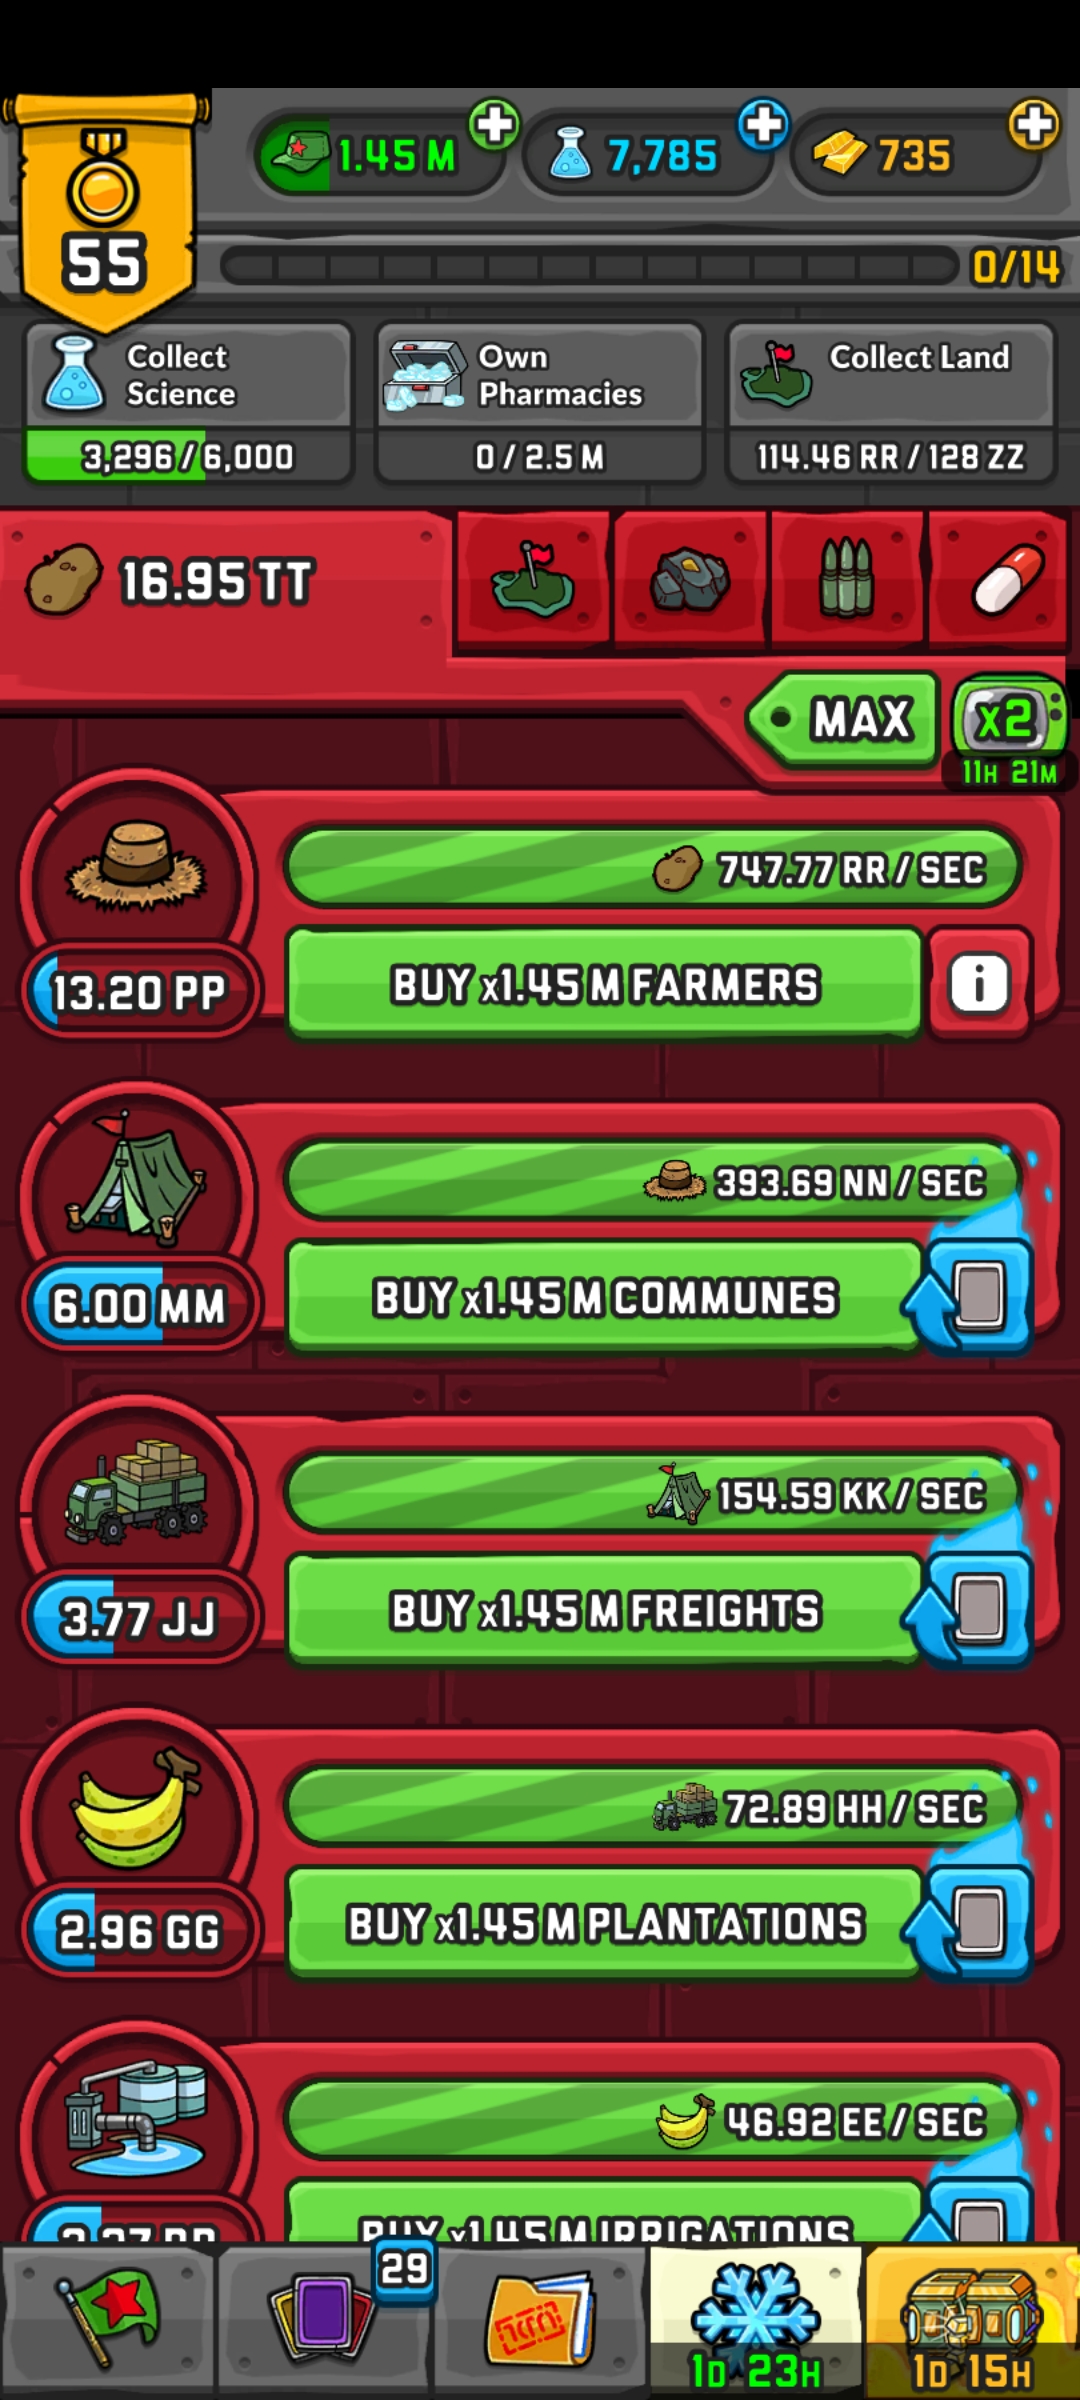 55
1.45 M
7,785
735
0/14
Collect
Science
3,296 / 6,000
Own
Pharmacies
0 / 2.5 M
Collect Land
114.46 RR / 128 ZZ
16.95 TT
MAX
x2
11H 21M
747.77 RR / SEC
13.20 PP
BUY x1.45 M FARMERS
i
393.69 NN / SEC
6.00 MM
BUY x1.45 M COMMUNES
154.59 KK / SEC
3.77 JJ
BUY x1.45 M FREIGHTS
72.89 HH / SEC
2.96 GG
BUY x1.45 M PLANTATIONS
46.92 EE / SEC
BUY x1.45 M IRRIGATIONS
29
1D 23H
1D 15H